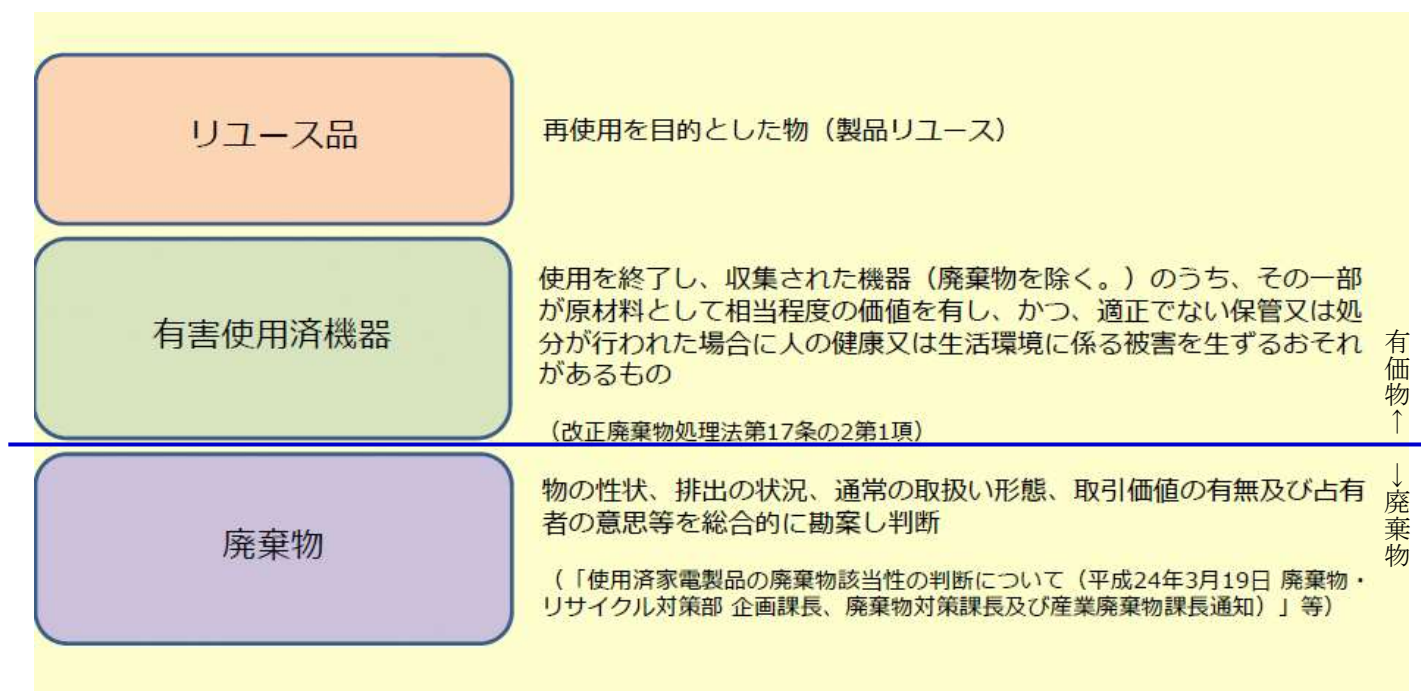 リユース品
再使用を目的とした物（製品リユース）
有害使用済機器
使用を終了し、収集された機器（廃棄物を除く。）のうち、その一部
が原材料として相当程度の価値を有し、かつ、適正でない保管又は処
分が行われた場合に人の健康又は生活環境に係る被害を生ずるおそれ
があるもの
（改正廃棄物処理法第17条の2第1項）
有価物↑
↓廃棄物
廃棄物
物の性状、排出の状況、通常の取扱い形態、取引価値の有無及び占有
者の意思等を総合的に勘案し判断
（「使用済家電製品の廃棄物該当性の判断について（平成24年3月19日 廃棄物・
リサイクル対策部 企画課長、廃棄物対策課長及び産業廃棄物課長通知）」等）